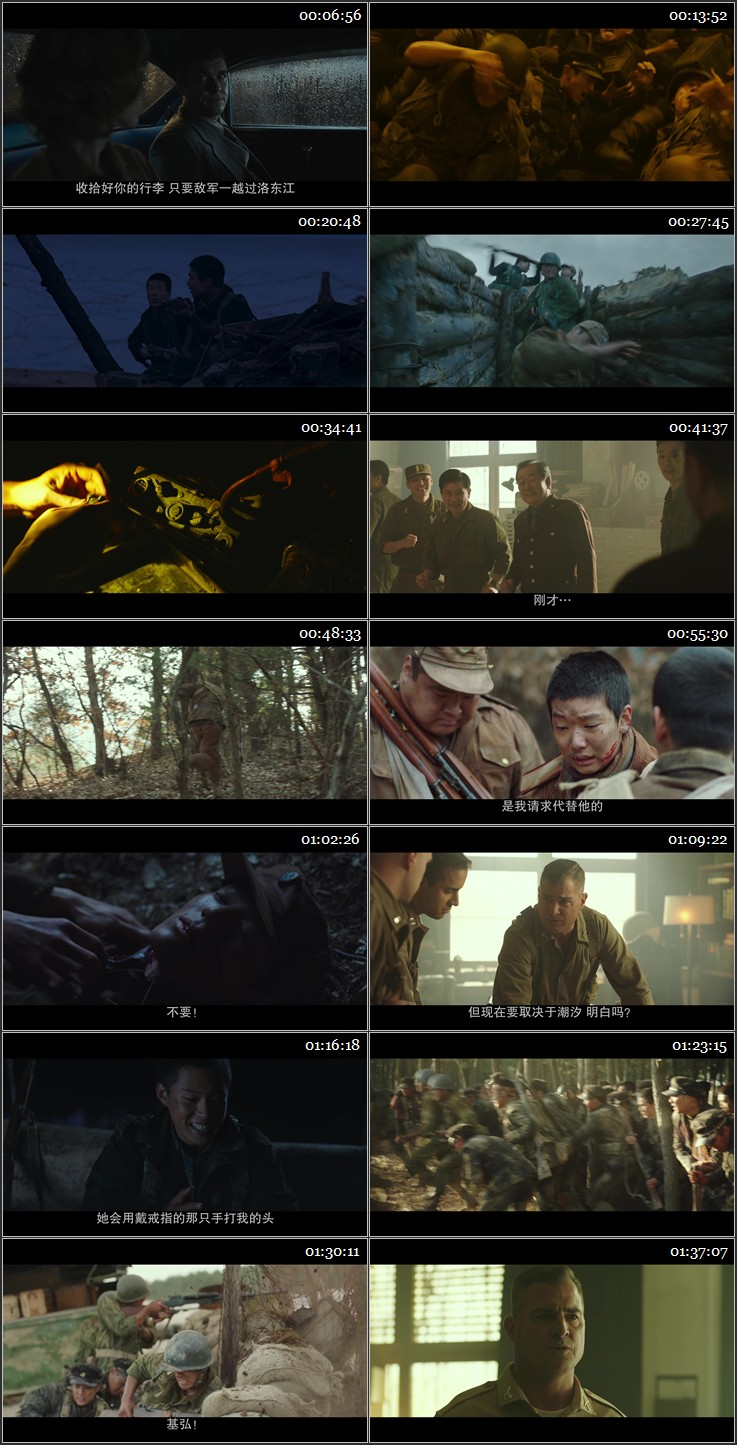 00:06:56
00:13:52
收拾好你的行李 只要敌军一越过洛东江
00:20:48
00:27:45
00:34:41
00:41:37
刚才…
00:48:33
00:55:30
是我请求代替他的
01:02:26
01:09:22
不要!
但现在要取决于潮汐 明白吗?
01:16:18
01:23:15
她会用戴戒指的那只手打我的头
01:30:11
01:37:07
基弘!